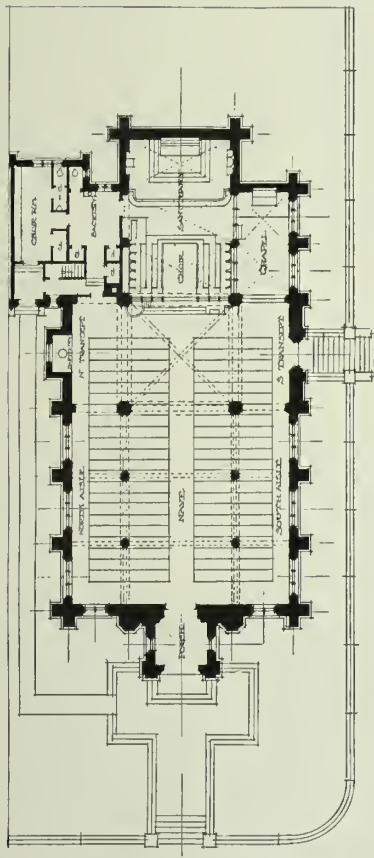 CHOIR RM.
SACRISTY
SANCTUARY
CHOIR
CHAPEL
N TRANSEPT
S TRANSEPT
NORTH AISLE
NAVE
SOUTH AISLE
PORCH